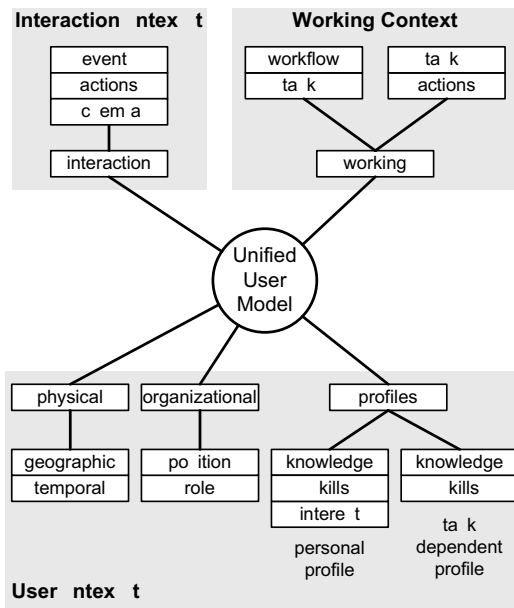 Interaction ntex t
event
actions
c em a
interaction
Working Context
workflow
ta k
ta k
actions
working
Unified
User
Model
physical
geographic
temporal
organizational
po ition
role
profiles
knowledge
kills
intere t
personal
profile
knowledge
kills
ta k
dependent
profile
User ntex t